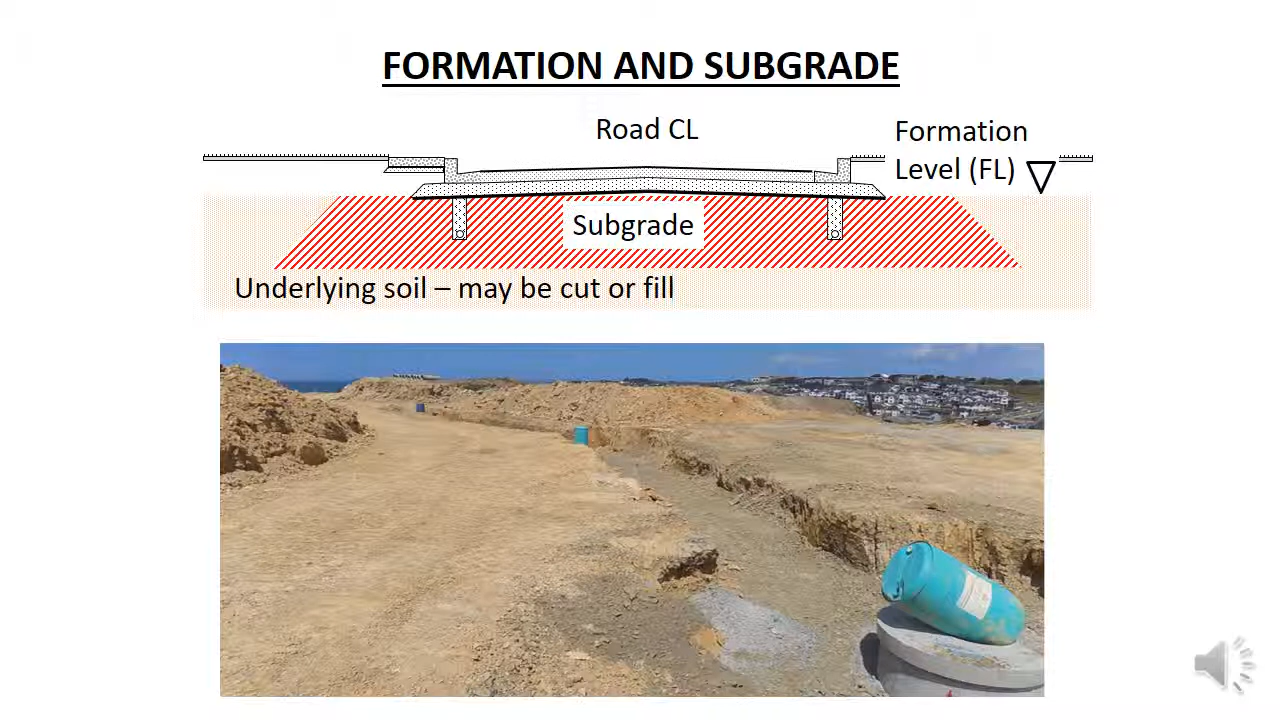 FORMATION AND SUBGRADE
Road CL
Formation
Level (FL)
Subgrade
Underlying soil – may be cut or fill